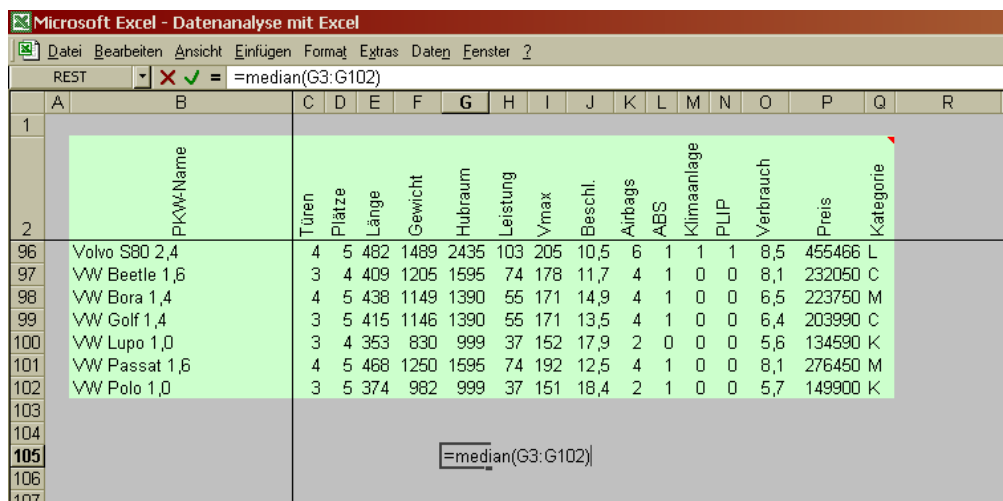 Microsoft Excel - Datenanalyse mit Excel
Datei Bearbeiten Ansicht Einfügen Format Extras Daten Fenster ?
REST = =median(G3:G102)
A B C D E F G H I J K L M N O P Q R
1
2 PKW-Name Türen Plätze Länge Gewicht Hubraum Leistung Vmax Beschl. Airbags ABS Klimaanlage PLIP Verbrauch Preis Kategorie
96 Volvo S80 2,4 4 5 482 1489 2435 103 205 10,5 6 1 1 1 8,5 455466 L
97 VW Beetle 1,6 3 4 409 1205 1595 74 178 11,7 4 1 0 0 8,1 232050 C
98 VW Bora 1,4 4 5 438 1149 1390 55 171 14,9 4 1 0 0 6,5 223750 M
99 VW Golf 1,4 3 5 415 1146 1390 55 171 13,5 4 1 0 0 6,4 203990 C
100 VW Lupo 1,0 3 4 353 830 999 37 152 17,9 2 0 0 0 5,6 134590 K
101 VW Passat 1,6 4 5 468 1250 1595 74 192 12,5 4 1 0 0 8,1 276450 M
102 VW Polo 1,0 3 5 374 982 999 37 151 18,4 2 1 0 0 5,7 149900 K
103
104
105 =median(G3:G102)
106
107